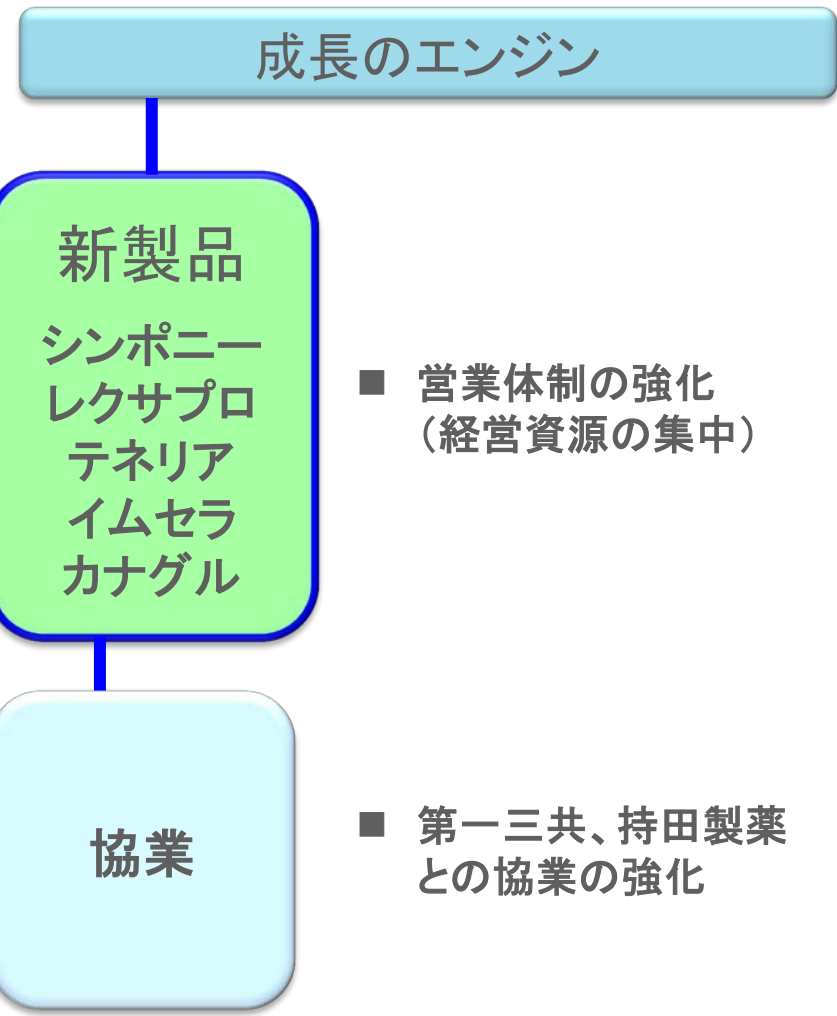 成長のエンジン
新製品
シンポニー
レクサプロ
テネリア
イムセラ
カナグル
■ 営業体制の強化
（経営資源の集中）
協業
■ 第一三共、持田製薬
との協業の強化